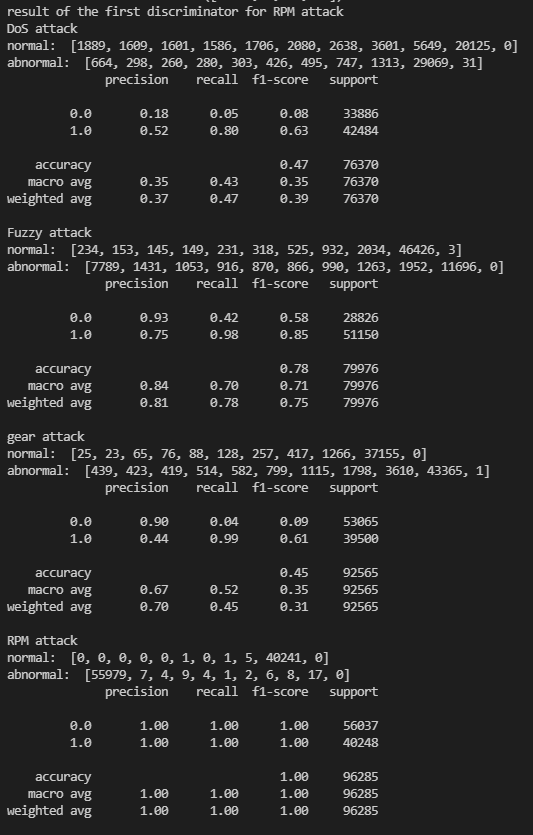 result of the first discriminator for RPM attack
DoS attack
normal:  [1889, 1609, 1601, 1586, 1706, 2080, 2638, 3601, 5649, 20125, 0]
abnormal:  [664, 298, 260, 280, 303, 426, 495, 747, 1313, 29069, 31]
precision    recall  f1-score   support
0.0       0.18      0.05      0.08     33886
1.0       0.52      0.80      0.63     42484
accuracy                           0.47     76370
macro avg       0.35      0.43      0.35     76370
weighted avg       0.37      0.47      0.39     76370
Fuzzy attack
normal:  [234, 153, 145, 149, 231, 318, 525, 932, 2034, 46426, 3]
abnormal:  [7789, 1431, 1053, 916, 870, 866, 990, 1263, 1952, 11696, 0]
precision    recall  f1-score   support
0.0       0.93      0.42      0.58     28826
1.0       0.75      0.98      0.85     51150
accuracy                           0.78     79976
macro avg       0.84      0.70      0.71     79976
weighted avg       0.81      0.78      0.75     79976
gear attack
normal:  [25, 23, 65, 76, 88, 128, 257, 417, 1266, 37155, 0]
abnormal:  [439, 423, 419, 514, 582, 799, 1115, 1798, 3610, 43365, 1]
precision    recall  f1-score   support
0.0       0.90      0.04      0.09     53065
1.0       0.44      0.99      0.61     39500
accuracy                           0.45     92565
macro avg       0.67      0.52      0.35     92565
weighted avg       0.70      0.45      0.31     92565
RPM attack
normal:  [0, 0, 0, 0, 0, 1, 0, 1, 5, 40241, 0]
abnormal:  [55979, 7, 4, 9, 4, 1, 2, 6, 8, 17, 0]
precision    recall  f1-score   support
0.0       1.00      1.00      1.00     56037
1.0       1.00      1.00      1.00     40248
accuracy                           1.00     96285
macro avg       1.00      1.00      1.00     96285
weighted avg       1.00      1.00      1.00     96285